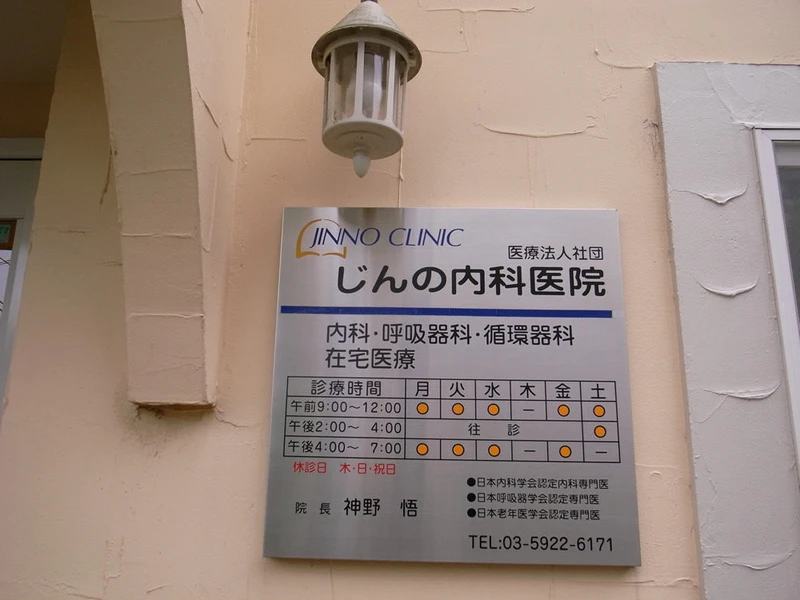 JINNO CLINIC
医療法人社団
じんの内科医院
内科・呼吸器科・循環器科
在宅医療
診療時間 月 火 水 木 金 土
午前9:00～12:00 ● ● ● — ● ●
午後2:00～ 4:00 往 診 ●
午後4:00～ 7:00 ● ● ● — ● —
休診日 木・日・祝日
●日本内科学会認定内科専門医
●日本呼吸器学会認定専門医
●日本老年医学会認定専門医
院 長 神野 悟
TEL:03-5922-6171